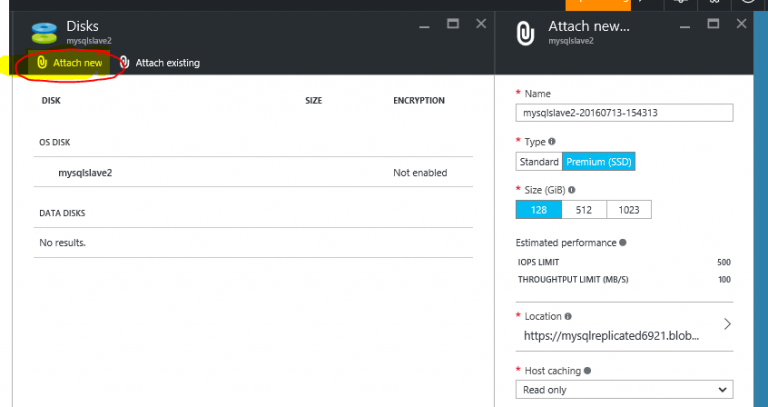 Disks
mysqlslave2
Attach new
Attach existing
DISK SIZE ENCRYPTION
OS DISK
mysqlslave2 Not enabled
DATA DISKS
No results.
Attach new...
mysqlslave2
* Name
mysqlslave2-20160713-154313
* Type
Standard Premium (SSD)
* Size (GiB)
128 512 1023
Estimated performance
IOPS LIMIT 500
THROUGHTPUT LIMIT (MB/S) 100
* Location
https://mysqlreplicated6921.blob...
* Host caching
Read only